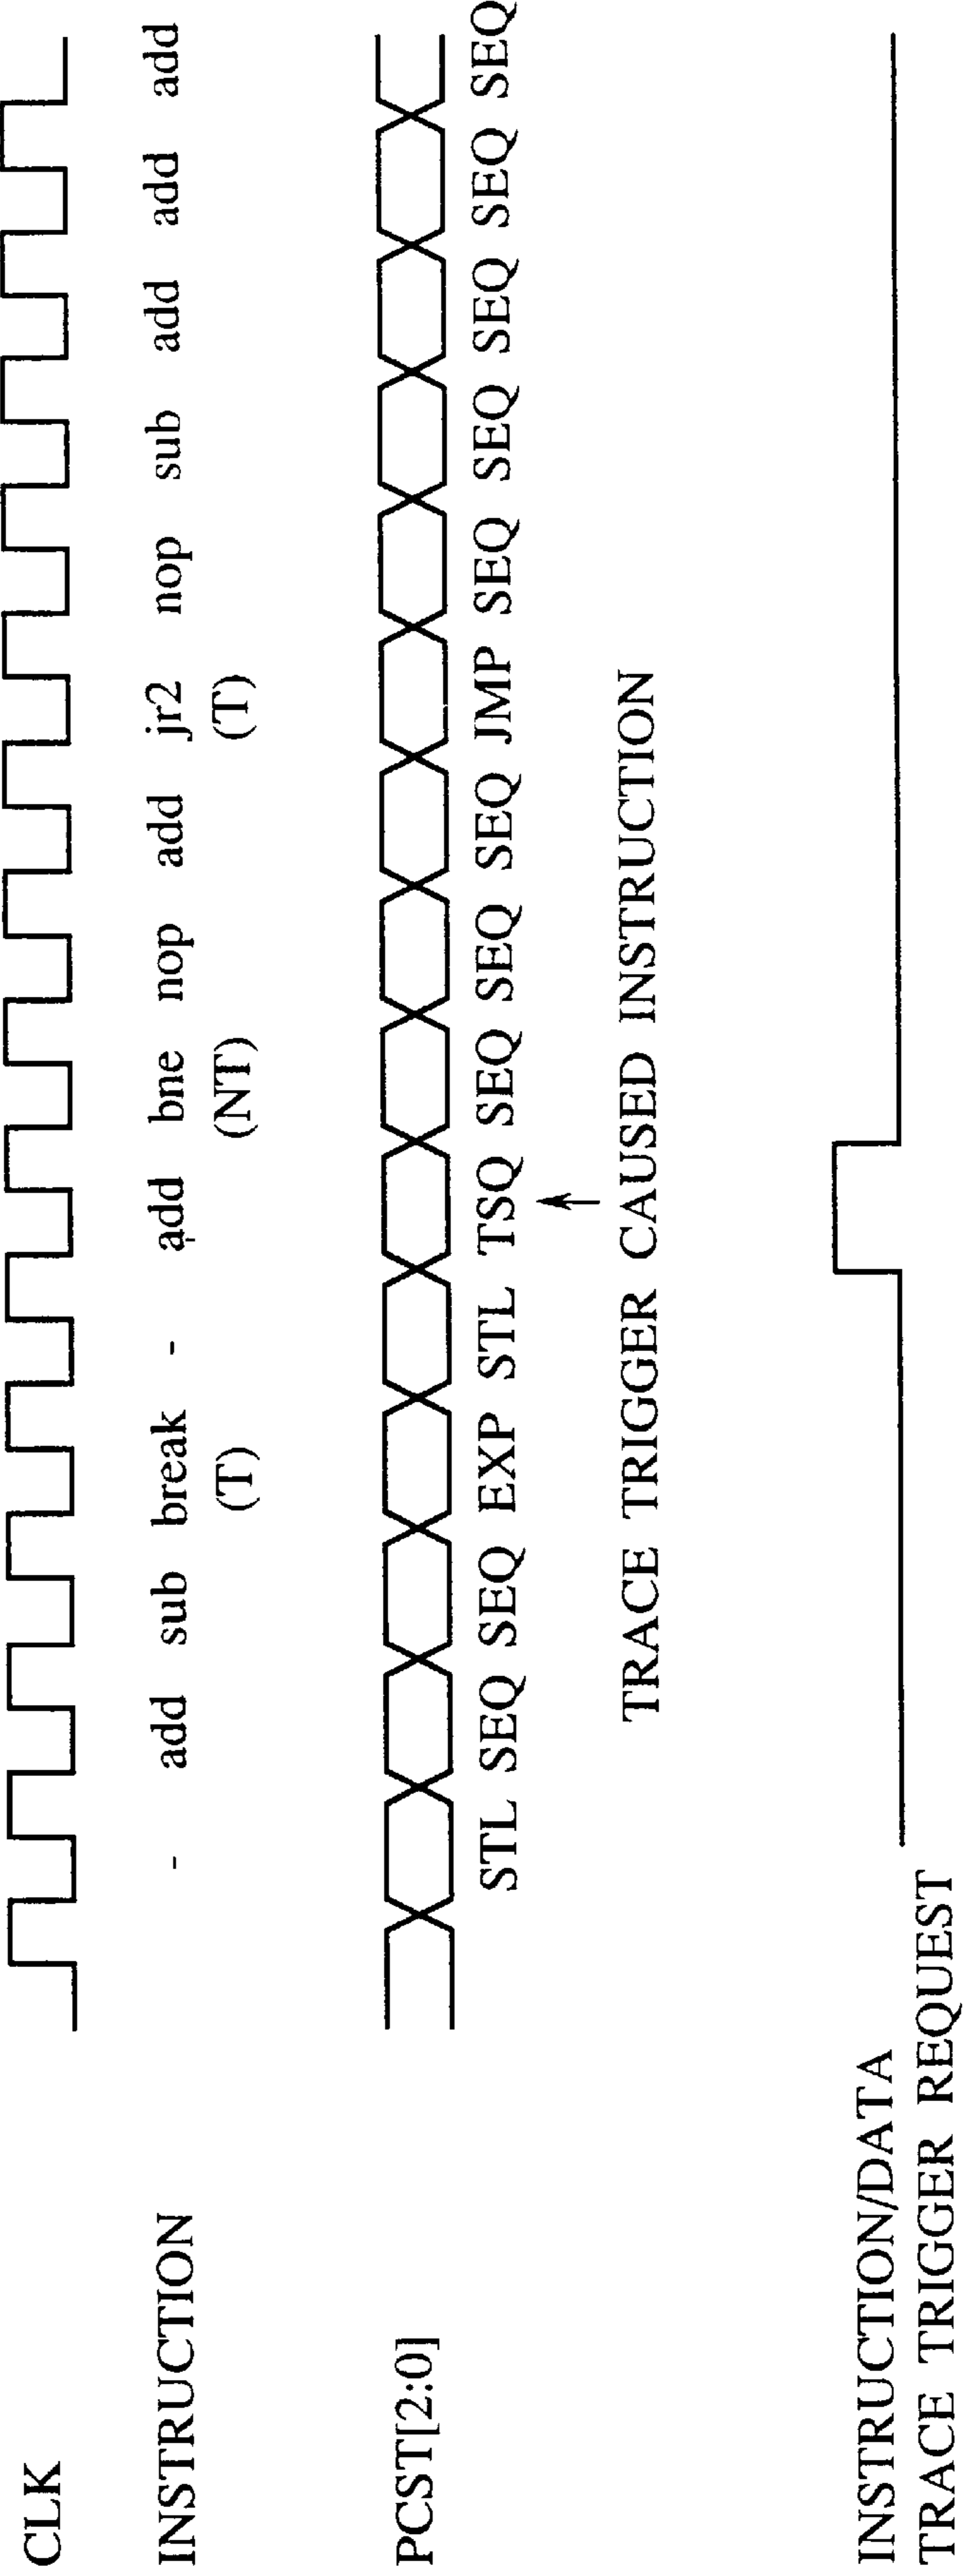 CLK
INSTRUCTION - add sub break - add bne nop add jr2 nop sub add add add
(T) (NT) (T)
PCST[2:0]
STL SEQ SEQ EXP STL TSQ SEQ SEQ SEQ JMP SEQ SEQ SEQ SEQ SEQ
TRACE TRIGGER CAUSED INSTRUCTION
INSTRUCTION/DATA
TRACE TRIGGER REQUEST